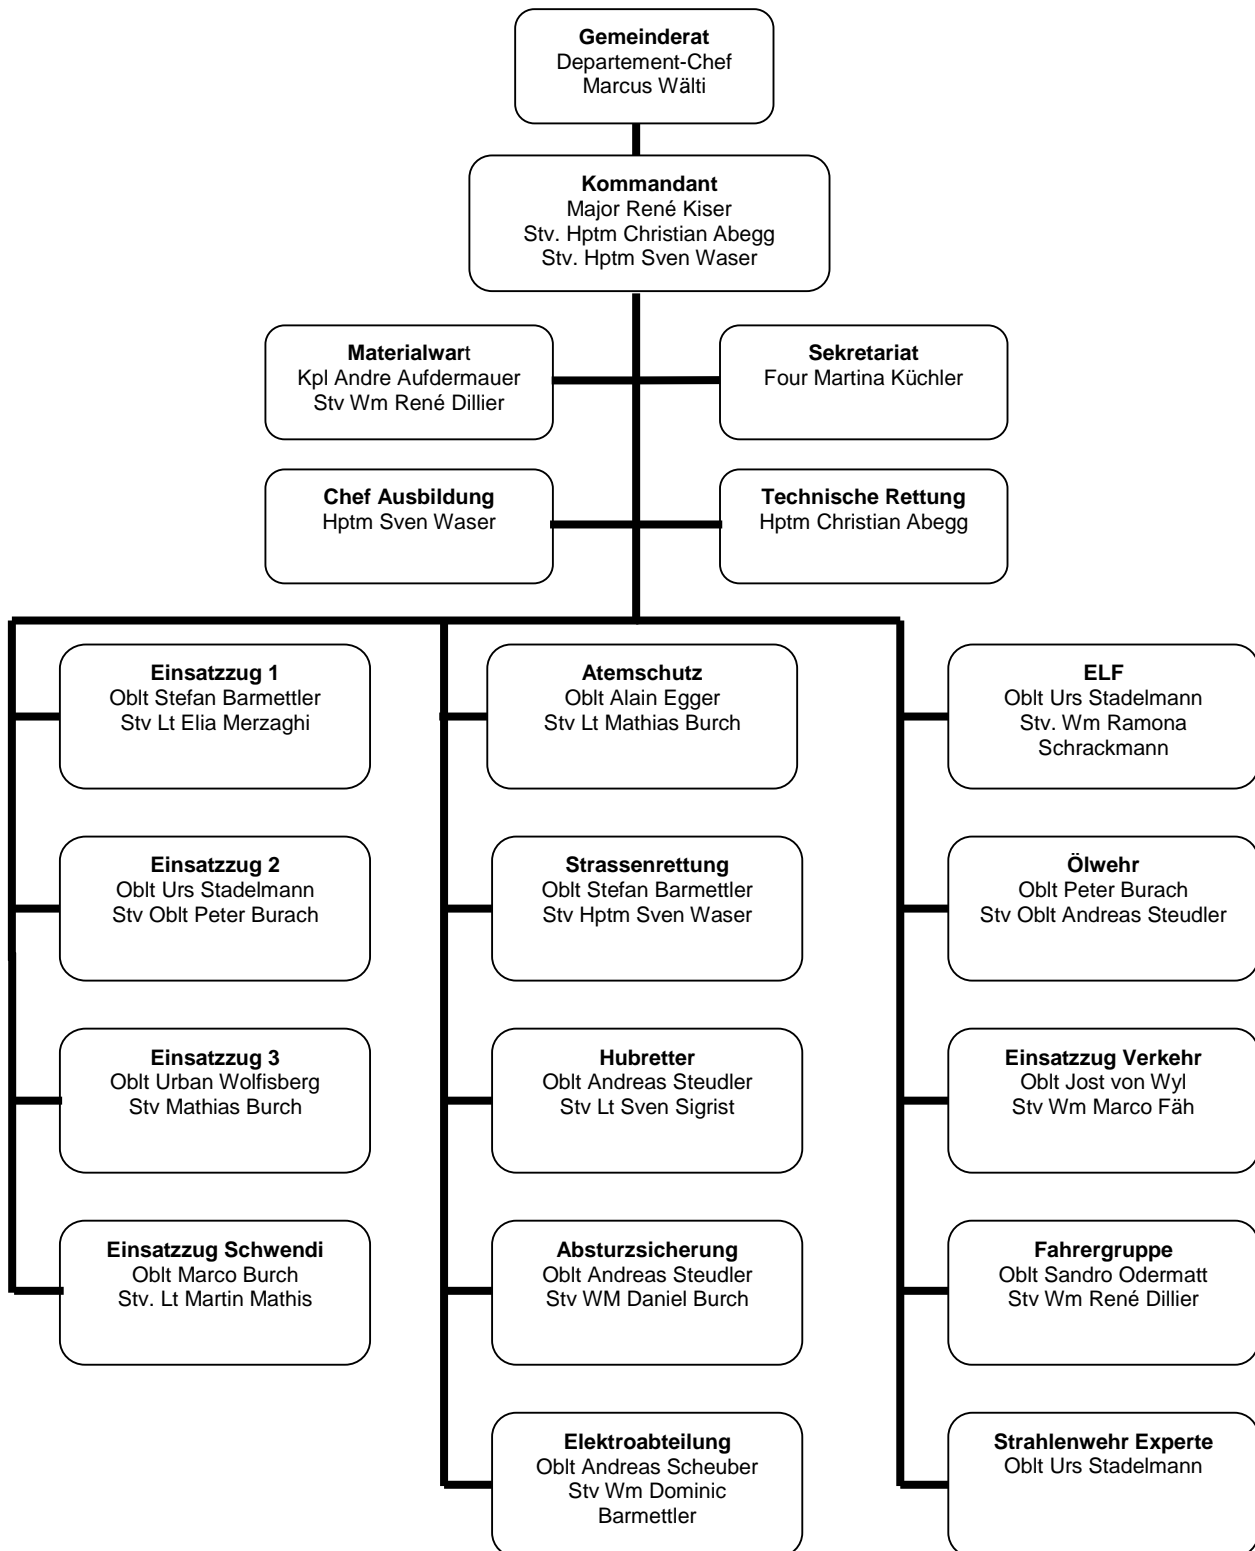 Gemeinderat
Departement-Chef
Marcus Wälti
Kommandant
Major René Kiser
Stv. Hptm Christian Abegg
Stv. Hptm Sven Waser
Materialwart
Kpl Andre Aufdermauer
Stv Wm René Dillier
Sekretariat
Four Martina Küchler
Chef Ausbildung
Hptm Sven Waser
Technische Rettung
Hptm Christian Abegg
Einsatzzug 1
Oblt Stefan Barmettler
Stv Lt Elia Merzaghi
Atemschutz
Oblt Alain Egger
Stv Lt Mathias Burch
ELF
Oblt Urs Stadelmann
Stv. Wm Ramona
Schrackmann
Einsatzzug 2
Oblt Urs Stadelmann
Stv Oblt Peter Burach
Strassenrettung
Oblt Stefan Barmettler
Stv Hptm Sven Waser
Ölwehr
Oblt Peter Burach
Stv Oblt Andreas Steudler
Einsatzzug 3
Oblt Urban Wolfisberg
Stv Mathias Burch
Hubretter
Oblt Andreas Steudler
Stv Lt Sven Sigrist
Einsatzzug Verkehr
Oblt Jost von Wyl
Stv Wm Marco Fäh
Einsatzzug Schwendi
Oblt Marco Burch
Stv. Lt Martin Mathis
Absturzsicherung
Oblt Andreas Steudler
Stv WM Daniel Burch
Fahrergruppe
Oblt Sandro Odermatt
Stv Wm René Dillier
Elektroabteilung
Oblt Andreas Scheuber
Stv Wm Dominic
Barmettler
Strahlenwehr Experte
Oblt Urs Stadelmann